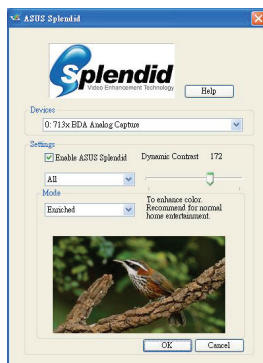 ASUS Splendid
Splendid
Video Enhancement Technology
Help
Devices
0: 713x BDA Analog Capture
Settings
Enable ASUS Splendid
Dynamic Contrast 172
All
Mode
Enriched
To enhance color.
Recommend for normal
home entertainment.
OK
Cancel